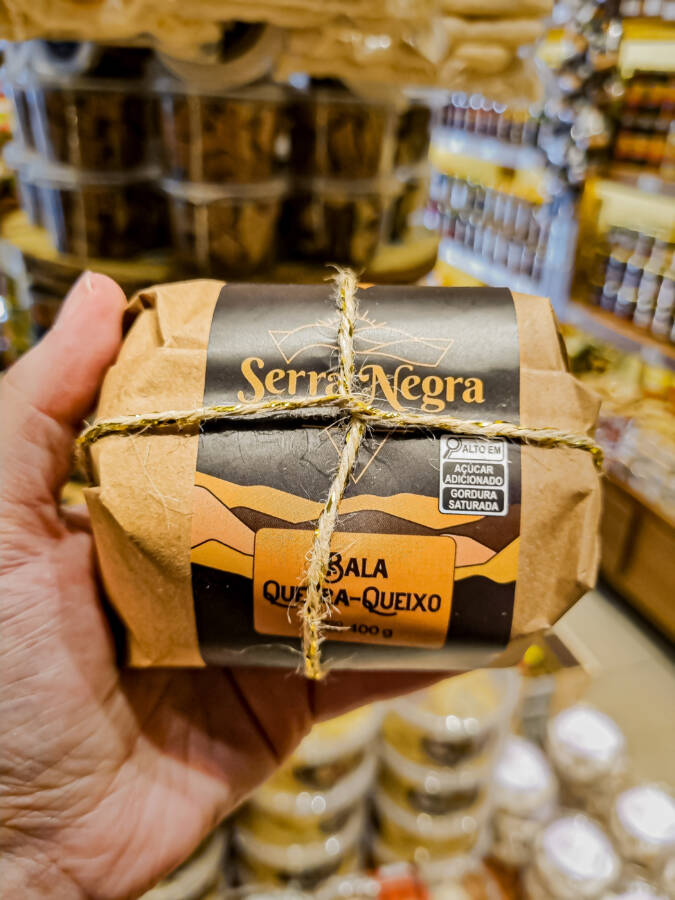 Serra Negra
ALTO EM
AÇÚCAR
ADICIONADO
GORDURA
SATURADA
BALA
QUEBRA-QUEIXO
400 g